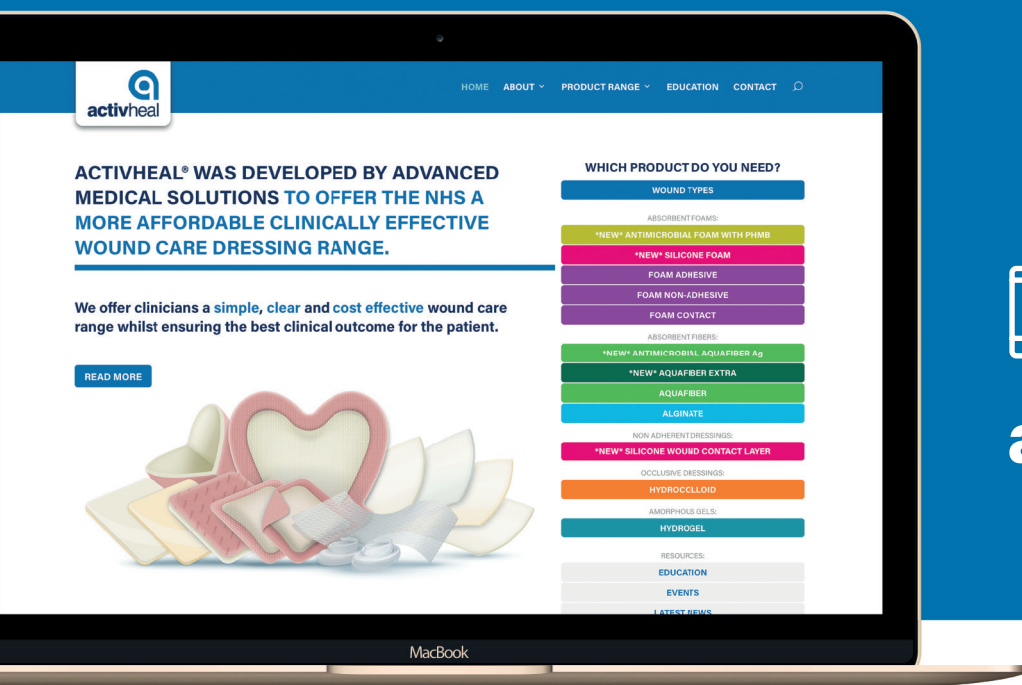 activheal
HOME ABOUT PRODUCT RANGE EDUCATION CONTACT
ACTIVHEAL® WAS DEVELOPED BY ADVANCED
MEDICAL SOLUTIONS TO OFFER THE NHS A
MORE AFFORDABLE CLINICALLY EFFECTIVE
WOUND CARE DRESSING RANGE.
We offer clinicians a simple, clear and cost effective wound care
range whilst ensuring the best clinical outcome for the patient.
READ MORE
WHICH PRODUCT DO YOU NEED?
WOUND TYPES
ABSORBENT FOAMS:
*NEW* ANTIMICROBIAL FOAM WITH PHMB
*NEW* SILICONE FOAM
FOAM ADHESIVE
FOAM NON-ADHESIVE
FOAM CONTACT
ABSORBENT FIBERS:
*NEW* ANTIMICROBIAL AQUAFIBER Ag
*NEW* AQUAFIBER EXTRA
AQUAFIBER
ALGINATE
NON ADHERENT DRESSINGS:
*NEW* SILICONE WOUND CONTACT LAYER
OCCLUSIVE DRESSINGS:
HYDROCOLLOID
AMORPHOUS GELS:
HYDROGEL
RESOURCES:
EDUCATION
EVENTS
LATEST NEWS
MacBook
a